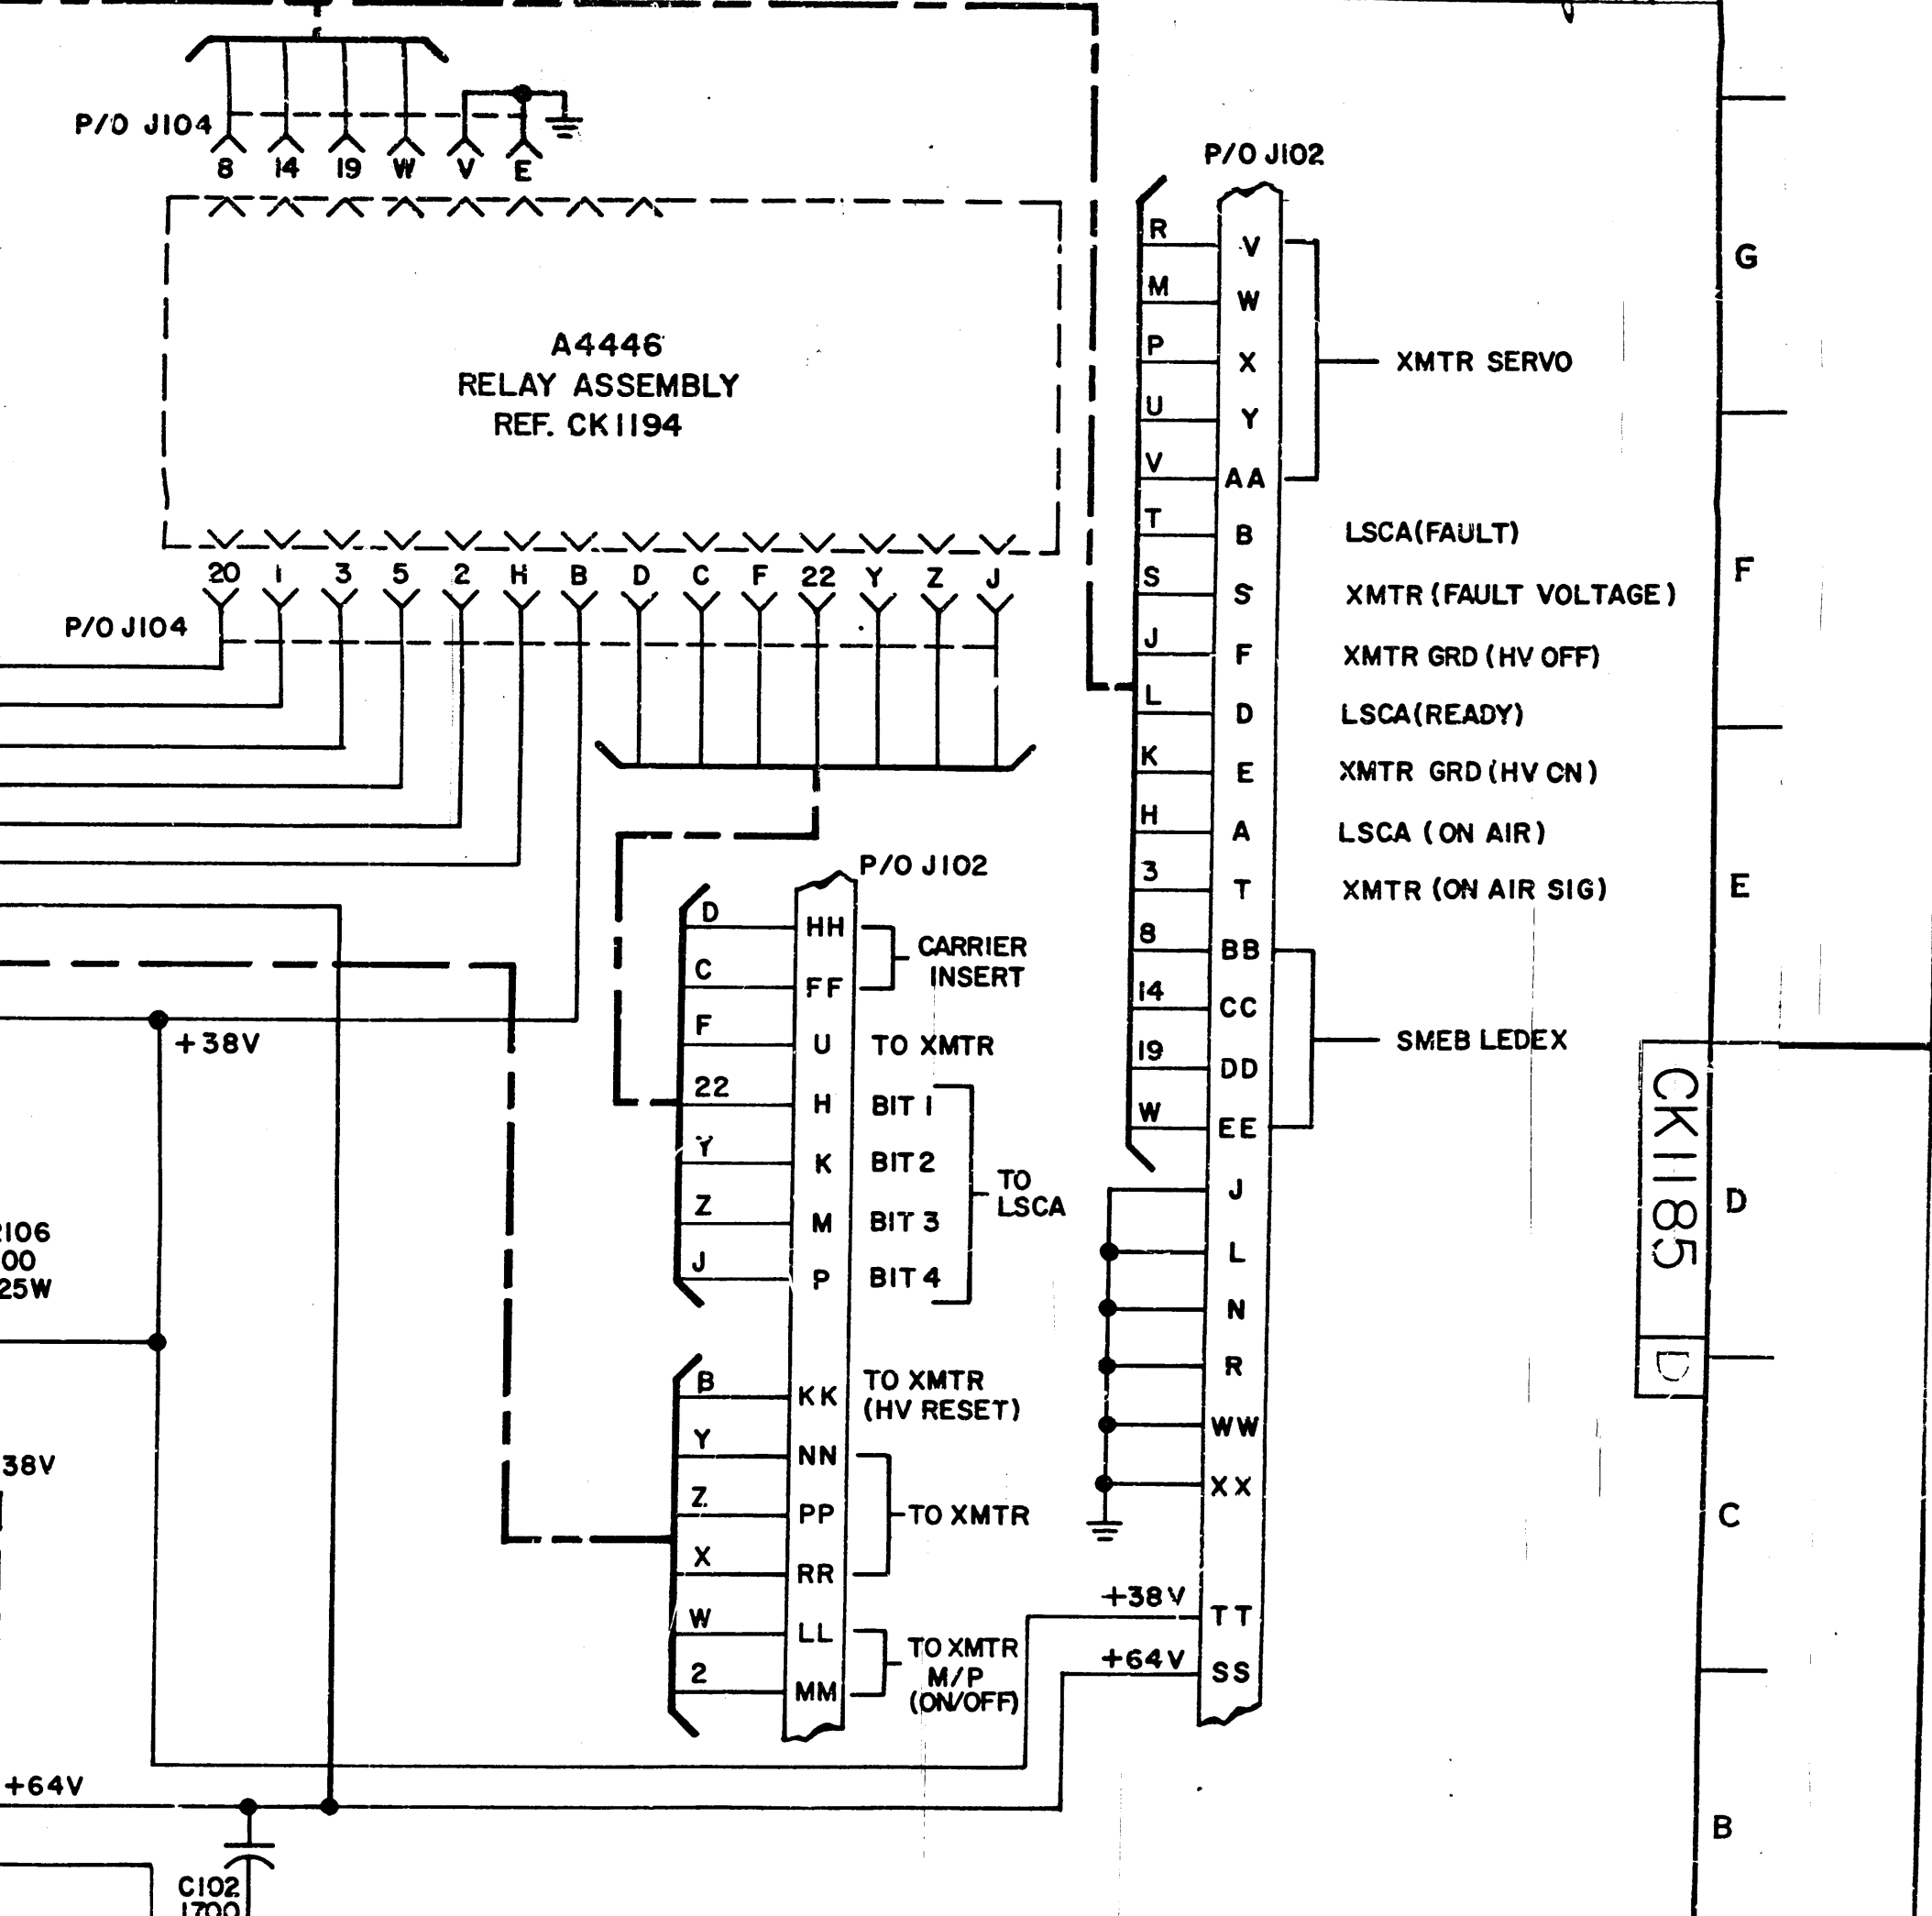 P/O J104
8 14 19 W V E
A4446
RELAY ASSEMBLY
REF. CK1194
20 1 3 5 2 H B D C F 22 Y Z J
P/O J104
P/O J102
R V
M W
P X
U Y
V AA
XMTR SERVO
T B LSCA(FAULT)
S S XMTR (FAULT VOLTAGE)
J F XMTR GRD (HV OFF)
L D LSCA(READY)
K E XMTR GRD (HV ON)
H A LSCA (ON AIR)
3 T XMTR (ON AIR SIG)
8 BB
14 CC
19 DD
W EE
SMEB LEDEX
J
L
N
R
WW
XX
+38V TT
+64V SS
P/O J102
D HH
C FF
CARRIER
INSERT
F U TO XMTR
22 H BIT 1
Y K BIT 2
Z M BIT 3
J P BIT 4
TO
LSCA
B KK TO XMTR
(HV RESET)
Y NN
Z PP
X RR
TO XMTR
W LL
2 MM
TO XMTR
M/P
(ON/OFF)
+38V
106
00
25W
38V
+64V
C102
1700
G
F
E
D
C
B
CK1185
D